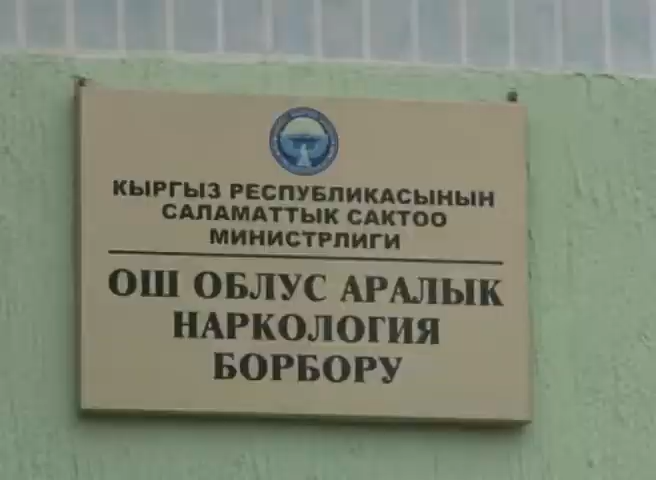 КЫРГЫЗ РЕСПУБЛИКАСЫНЫН
САЛАМАТТЫК САКТОО
МИНИСТРЛИГИ
ОШ ОБЛУС АРАЛЫК
НАРКОЛОГИЯ
БОРБОРУ